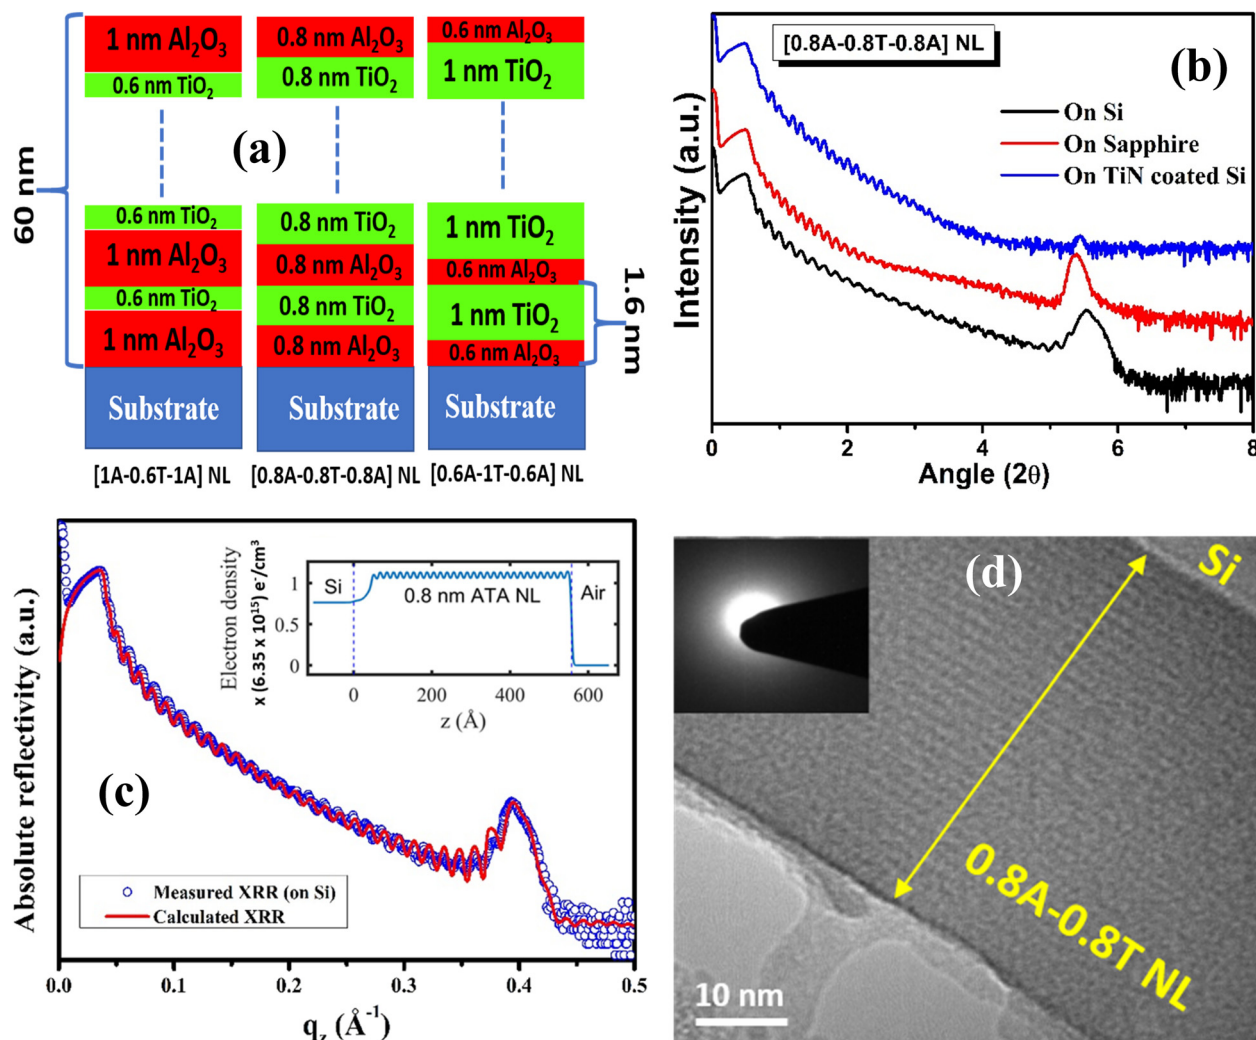 (a)
60 nm
1 nm Al₂O₃
0.6 nm TiO₂
0.6 nm TiO₂
1 nm Al₂O₃
0.6 nm TiO₂
1 nm Al₂O₃
Substrate
[1A-0.6T-1A] NL
0.8 nm Al₂O₃
0.8 nm TiO₂
0.8 nm TiO₂
0.8 nm Al₂O₃
0.8 nm TiO₂
0.8 nm Al₂O₃
Substrate
[0.8A-0.8T-0.8A] NL
0.6 nm Al₂O₃
1 nm TiO₂
1 nm TiO₂
0.6 nm Al₂O₃
1 nm TiO₂
0.6 nm Al₂O₃
Substrate
[0.6A-1T-0.6A] NL
1.6 nm
(b)
[0.8A-0.8T-0.8A] NL
On Si
On Sapphire
On TiN coated Si
Intensity (a.u.)
0 2 4 6 8
Angle (2θ)
(c)
Absolute reflectivity (a.u.)
Electron density
x (6.35 x 10¹⁵) e⁻/cm³
1
0.5
0
Si
0.8 nm ATA NL
Air
0 200 400 600
z (Å)
Measured XRR (on Si)
Calculated XRR
0.0 0.1 0.2 0.3 0.4 0.5
q_z (Å⁻¹)
(d)
Si
0.8A-0.8T NL
10 nm